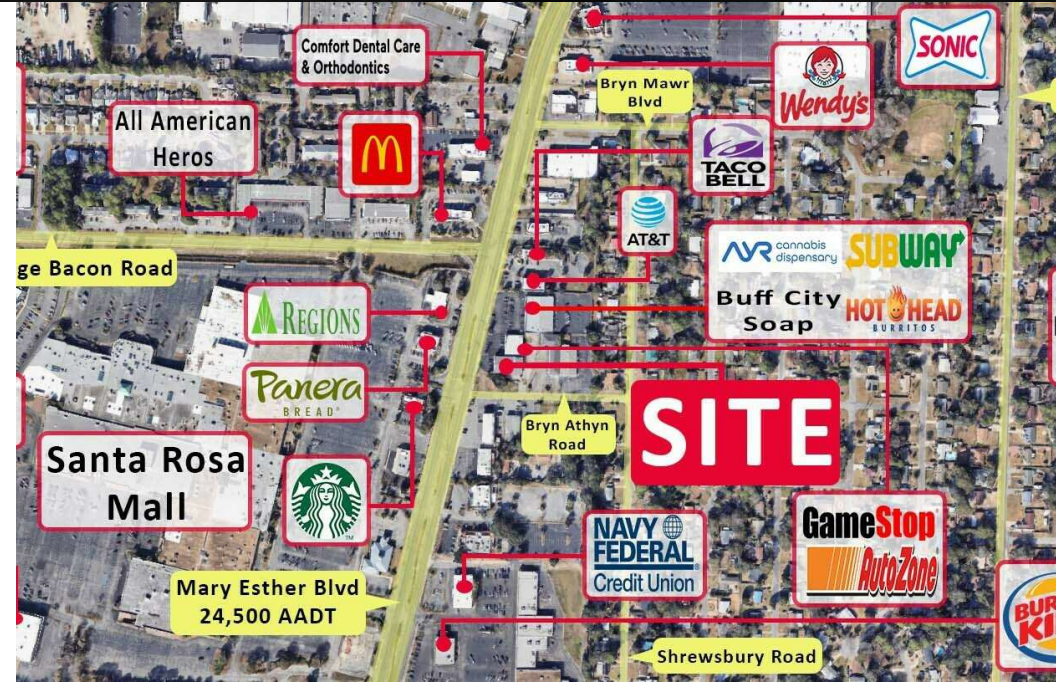 SONIC
Comfort Dental Care
& Orthodontics
Wendy's
Bryn Mawr
Blvd
All American
Heros
TACO
BELL
AT&T
AYR cannabis
dispensary
SUBWAY
ge Bacon Road
Buff City
Soap
HOT HEAD
BURRITOS
REGIONS
Panera
BREAD
SITE
Bryn Athyn
Road
Santa Rosa
Mall
TM
GameStop
AutoZone
NAVY
FEDERAL
Credit Union
Mary Esther Blvd
24,500 AADT
BUR
KI
Shrewsbury Road